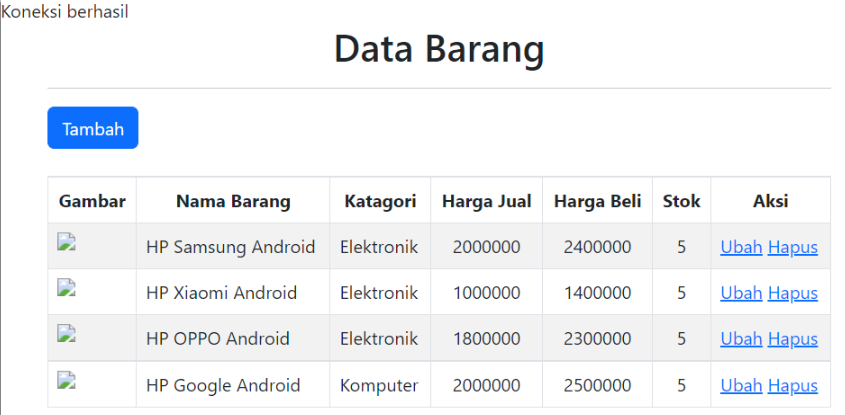 Koneksi berhasil
Data Barang
Tambah
Gambar Nama Barang Katagori Harga Jual Harga Beli Stok Aksi
HP Samsung Android Elektronik 2000000 2400000 5 Ubah Hapus
HP Xiaomi Android Elektronik 1000000 1400000 5 Ubah Hapus
HP OPPO Android Elektronik 1800000 2300000 5 Ubah Hapus
HP Google Android Komputer 2000000 2500000 5 Ubah Hapus